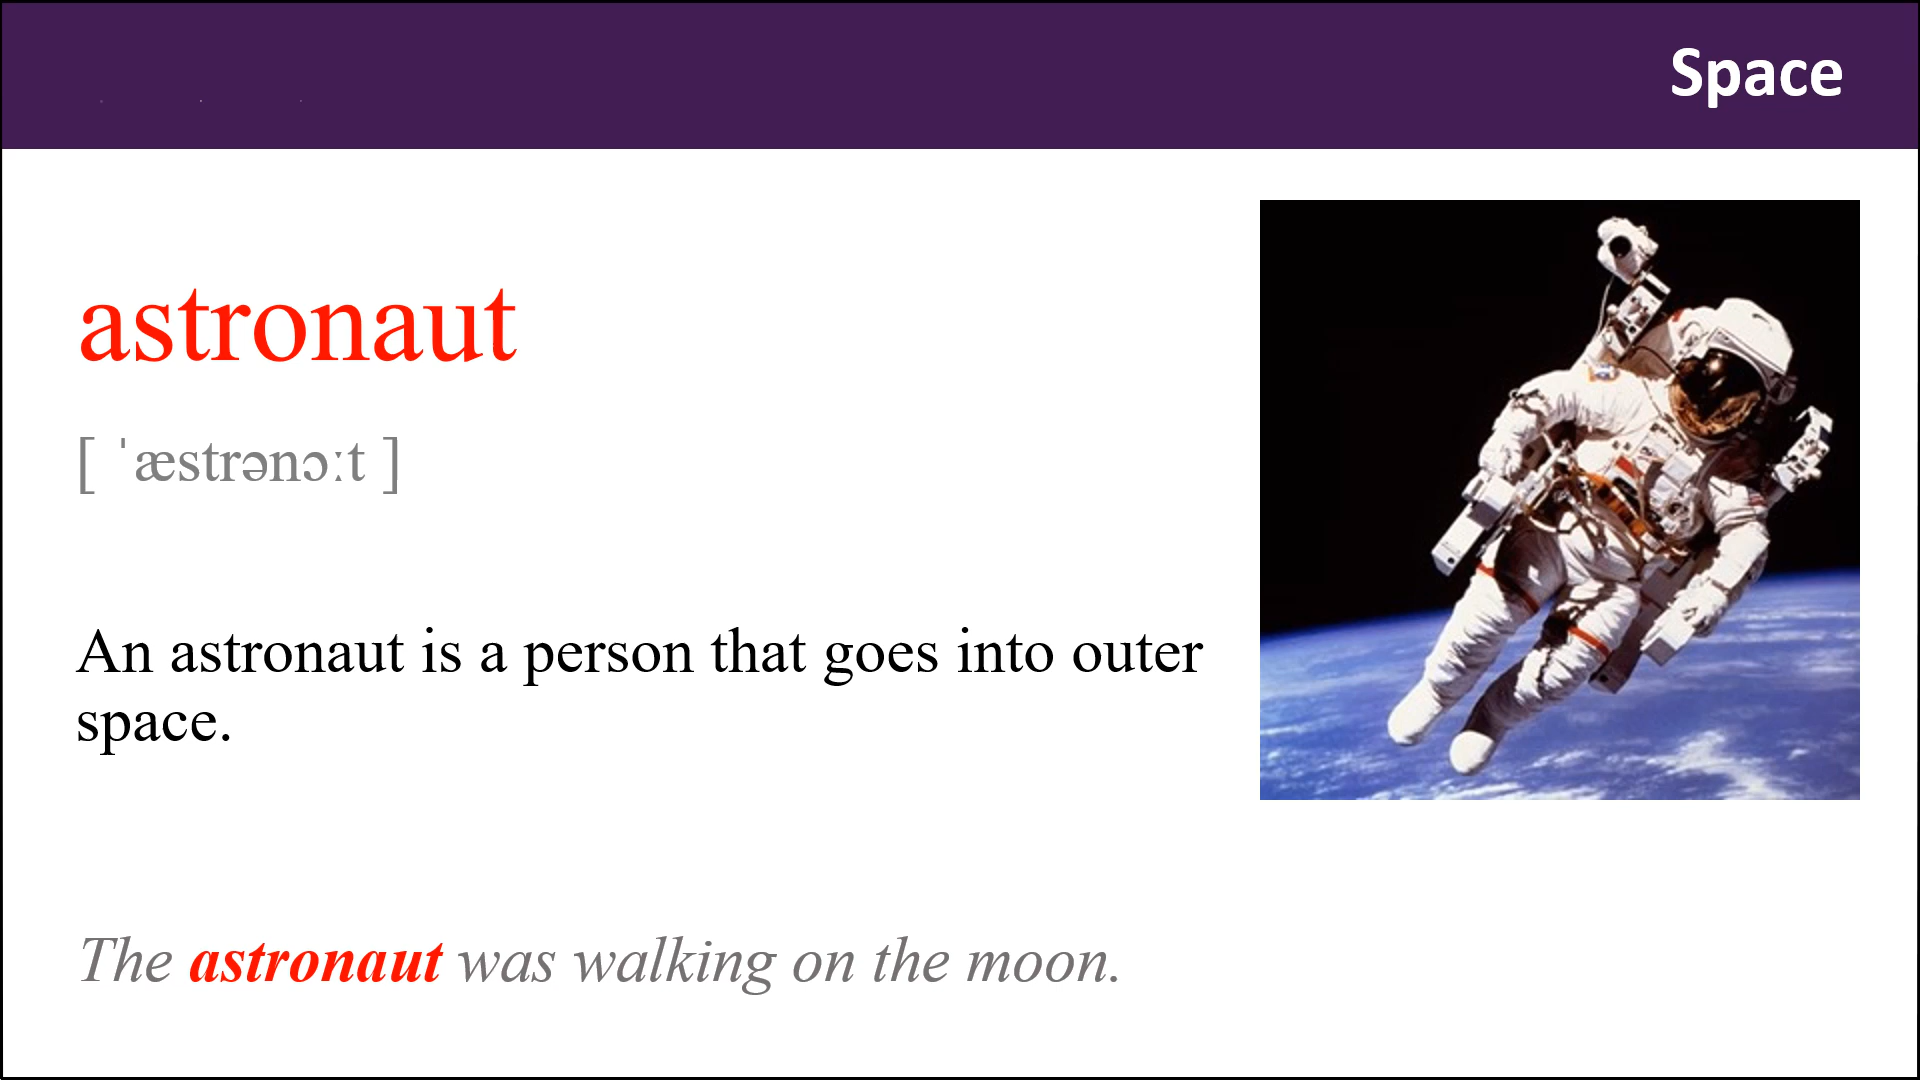 Space
astronaut
[ ˈæstrənɔːt ]
An astronaut is a person that goes into outer
space.
The astronaut was walking on the moon.